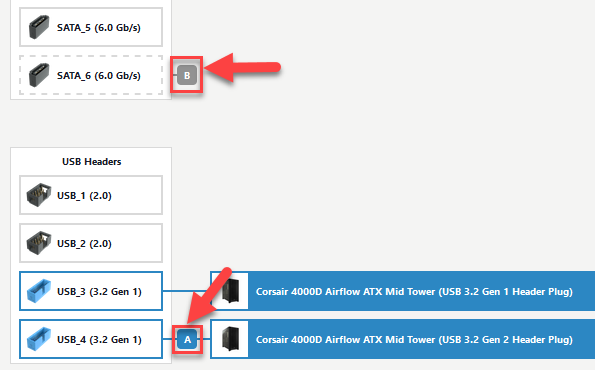 SATA_5 (6.0 Gb/s)
SATA_6 (6.0 Gb/s)
B
USB Headers
USB_1 (2.0)
USB_2 (2.0)
USB_3 (3.2 Gen 1)
Corsair 4000D Airflow ATX Mid Tower (USB 3.2 Gen 1 Header Plug)
USB_4 (3.2 Gen 1)
A
Corsair 4000D Airflow ATX Mid Tower (USB 3.2 Gen 2 Header Plug)